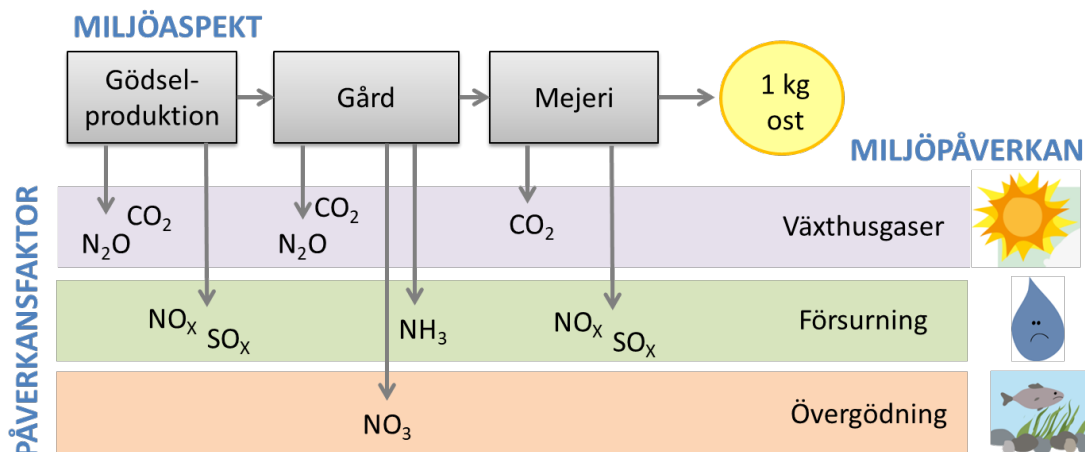 MILJÖASPEKT
Gödsel-
produktion
Gård
Mejeri
1 kg
ost
MILJÖPÅVERKAN
PÅVERKANSFAKTOR
CO₂
N₂O
CO₂
N₂O
CO₂
Växthusgaser
NOₓ
SOₓ
NH₃
NOₓ
SOₓ
Försurning
NO₃
Övergödning